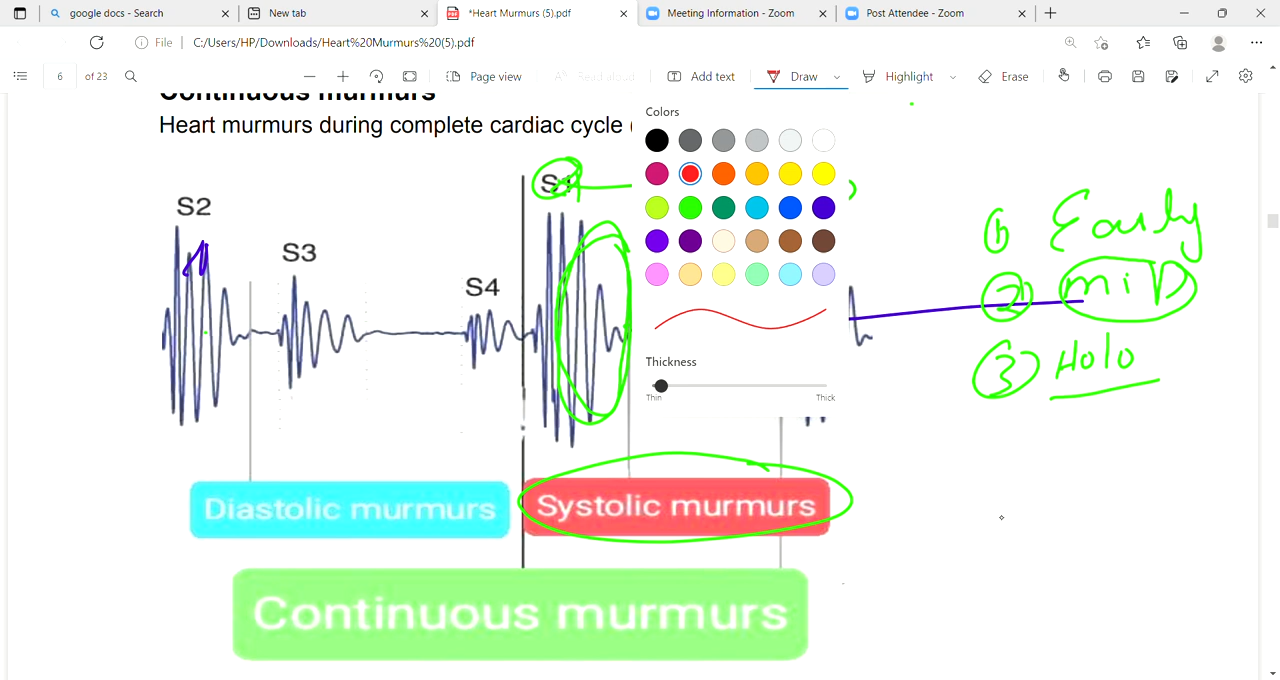 google docs - Search
New tab
*Heart Murmurs (5).pdf
Meeting Information - Zoom
Post Attendee - Zoom
File
C:/Users/HP/Downloads/Heart%20Murmurs%20(5).pdf
6 of 23
Page view
Read aloud
Add text
Draw
Highlight
Erase
Continuous murmurs
Heart murmurs during complete cardiac cycle (
Colors
Thickness
Thin
Thick
S2
S3
S4
S1
① Early
② miD
③ Holo
Diastolic murmurs
Systolic murmurs
Continuous murmurs